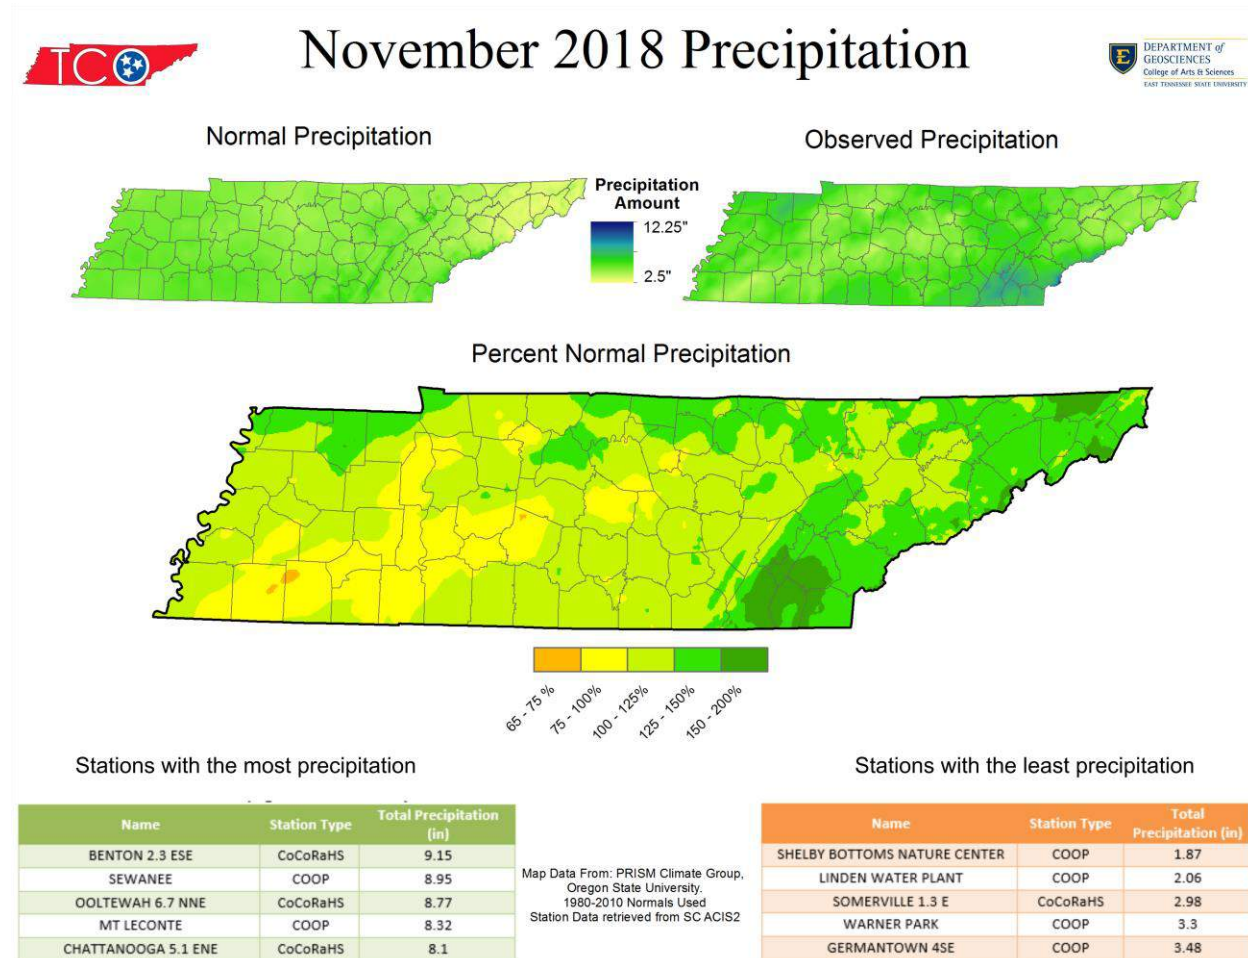 TCO
November 2018 Precipitation
E
DEPARTMENT of
GEOSCIENCES
College of Arts & Sciences
EAST TENNESSEE STATE UNIVERSITY
Normal Precipitation
Observed Precipitation
Precipitation
Amount
12.25"
2.5"
Percent Normal Precipitation
65 - 75 %
75 - 100%
100 - 125%
125 - 150%
150 - 200%
Stations with the most precipitation
Name Station Type Total Precipitation (in)
BENTON 2.3 ESE CoCoRaHS 9.15
SEWANEE COOP 8.95
OOLTEWAH 6.7 NNE CoCoRaHS 8.77
MT LECONTE COOP 8.32
CHATTANOOGA 5.1 ENE CoCoRaHS 8.1
Map Data From: PRISM Climate Group,
Oregon State University.
1980-2010 Normals Used
Station Data retrieved from SC ACIS2
Stations with the least precipitation
Name Station Type Total Precipitation (in)
SHELBY BOTTOMS NATURE CENTER COOP 1.87
LINDEN WATER PLANT COOP 2.06
SOMERVILLE 1.3 E CoCoRaHS 2.98
WARNER PARK COOP 3.3
GERMANTOWN 4SE COOP 3.48